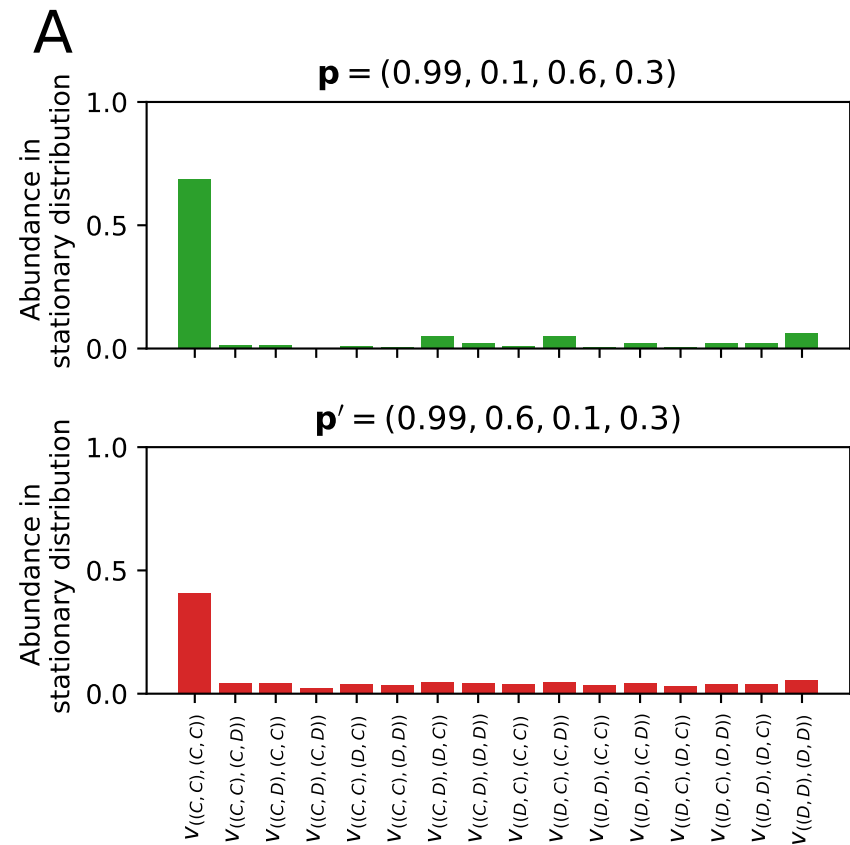 A
p = (0.99, 0.1, 0.6, 0.3)
Abundance in
stationary distribution
1.0
0.5
0.0
p′ = (0.99, 0.6, 0.1, 0.3)
Abundance in
stationary distribution
1.0
0.5
0.0
v((C, C), (C, C))
v((C, C), (C, D))
v((C, D), (C, C))
v((C, D), (C, D))
v((C, C), (D, C))
v((C, C), (D, D))
v((C, D), (D, C))
v((C, D), (D, D))
v((D, C), (C, C))
v((D, C), (C, D))
v((D, D), (C, C))
v((D, D), (C, D))
v((D, C), (D, C))
v((D, C), (D, D))
v((D, D), (D, C))
v((D, D), (D, D))